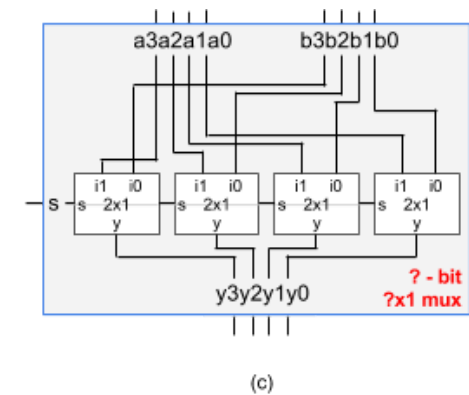 a3a2a1a0 b3b2b1b0
i1 i0 i1 i0 i1 i0 i1 i0
s s 2x1 s 2x1 s 2x1 s 2x1
y y y y
y3y2y1y0
? - bit
?x1 mux
(c)